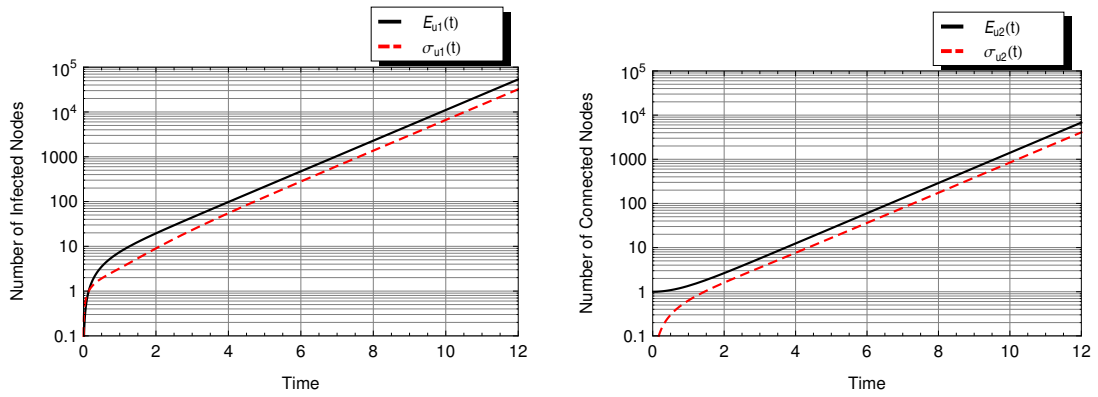 E_u1(t)
σ_u1(t)
Number of Infected Nodes
10^5
10^4
1000
100
10
1
0.1
0 2 4 6 8 10 12
Time
E_u2(t)
σ_u2(t)
Number of Connected Nodes
10^5
10^4
1000
100
10
1
0.1
0 2 4 6 8 10 12
Time